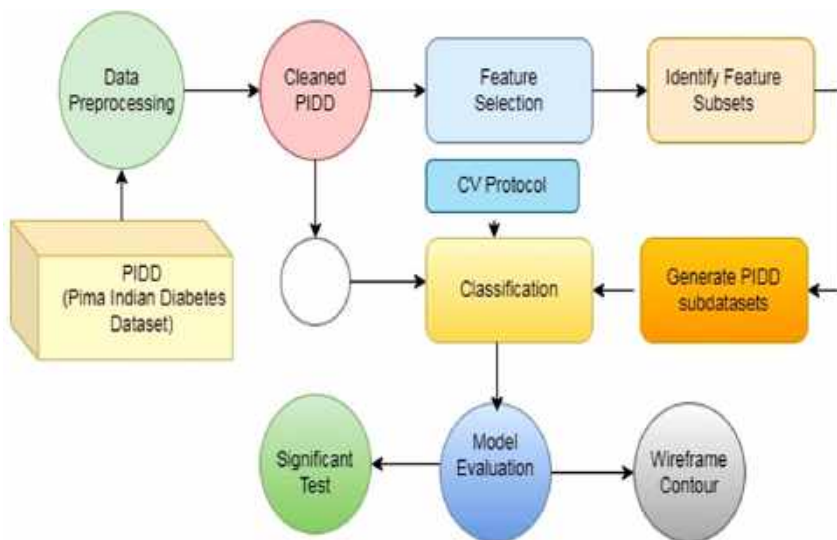 Data
Preprocessing
Cleaned
PIDD
Feature
Selection
Identify Feature
Subsets
CV Protocol
PIDD
(Pima Indian Diabetes
Dataset)
Classification
Generate PIDD
subdatasets
Significant
Test
Model
Evaluation
Wireframe
Contour